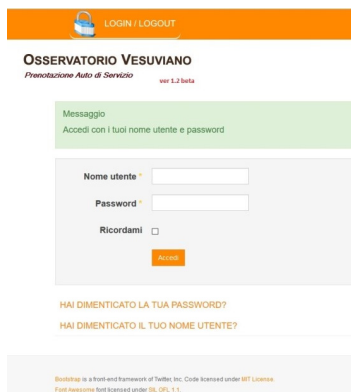 LOGIN / LOGOUT
OSSERVATORIO VESUVIANO
Prenotazione Auto di Servizio
ver 1.2 beta
Messaggio
Accedi con i tuoi nome utente e password
Nome utente *
Password *
Ricordami
Accedi
HAI DIMENTICATO LA TUA PASSWORD?
HAI DIMENTICATO IL TUO NOME UTENTE?
Bootstrap is a front-end framework of Twitter, Inc. Code licensed under MIT License.
Font Awesome font licensed under SIL OFL 1.1.